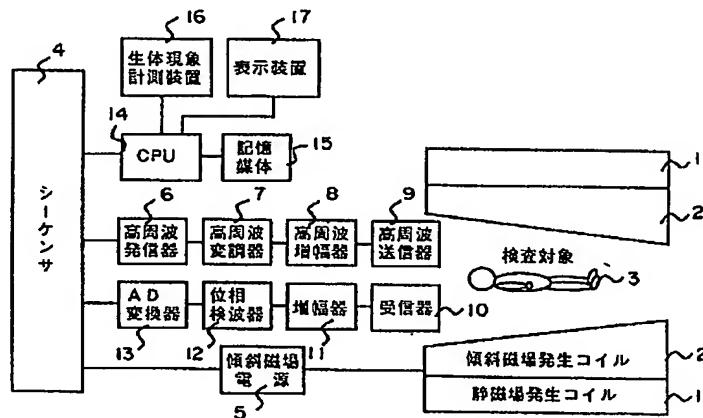 16
17
4
生体現象
計測装置
表示装置
14
CPU
記憶
媒体
15
シーケンサ
6
7
8
9
高周波
発信器
高周波
変調器
高周波
増幅器
高周波
送信器
1
2
検査対象
3
AD
変換器
位相
検波器
増幅器
受信器
10
13
12
11
傾斜磁場
電源
5
傾斜磁場発生コイル
2
静磁場発生コイル
1